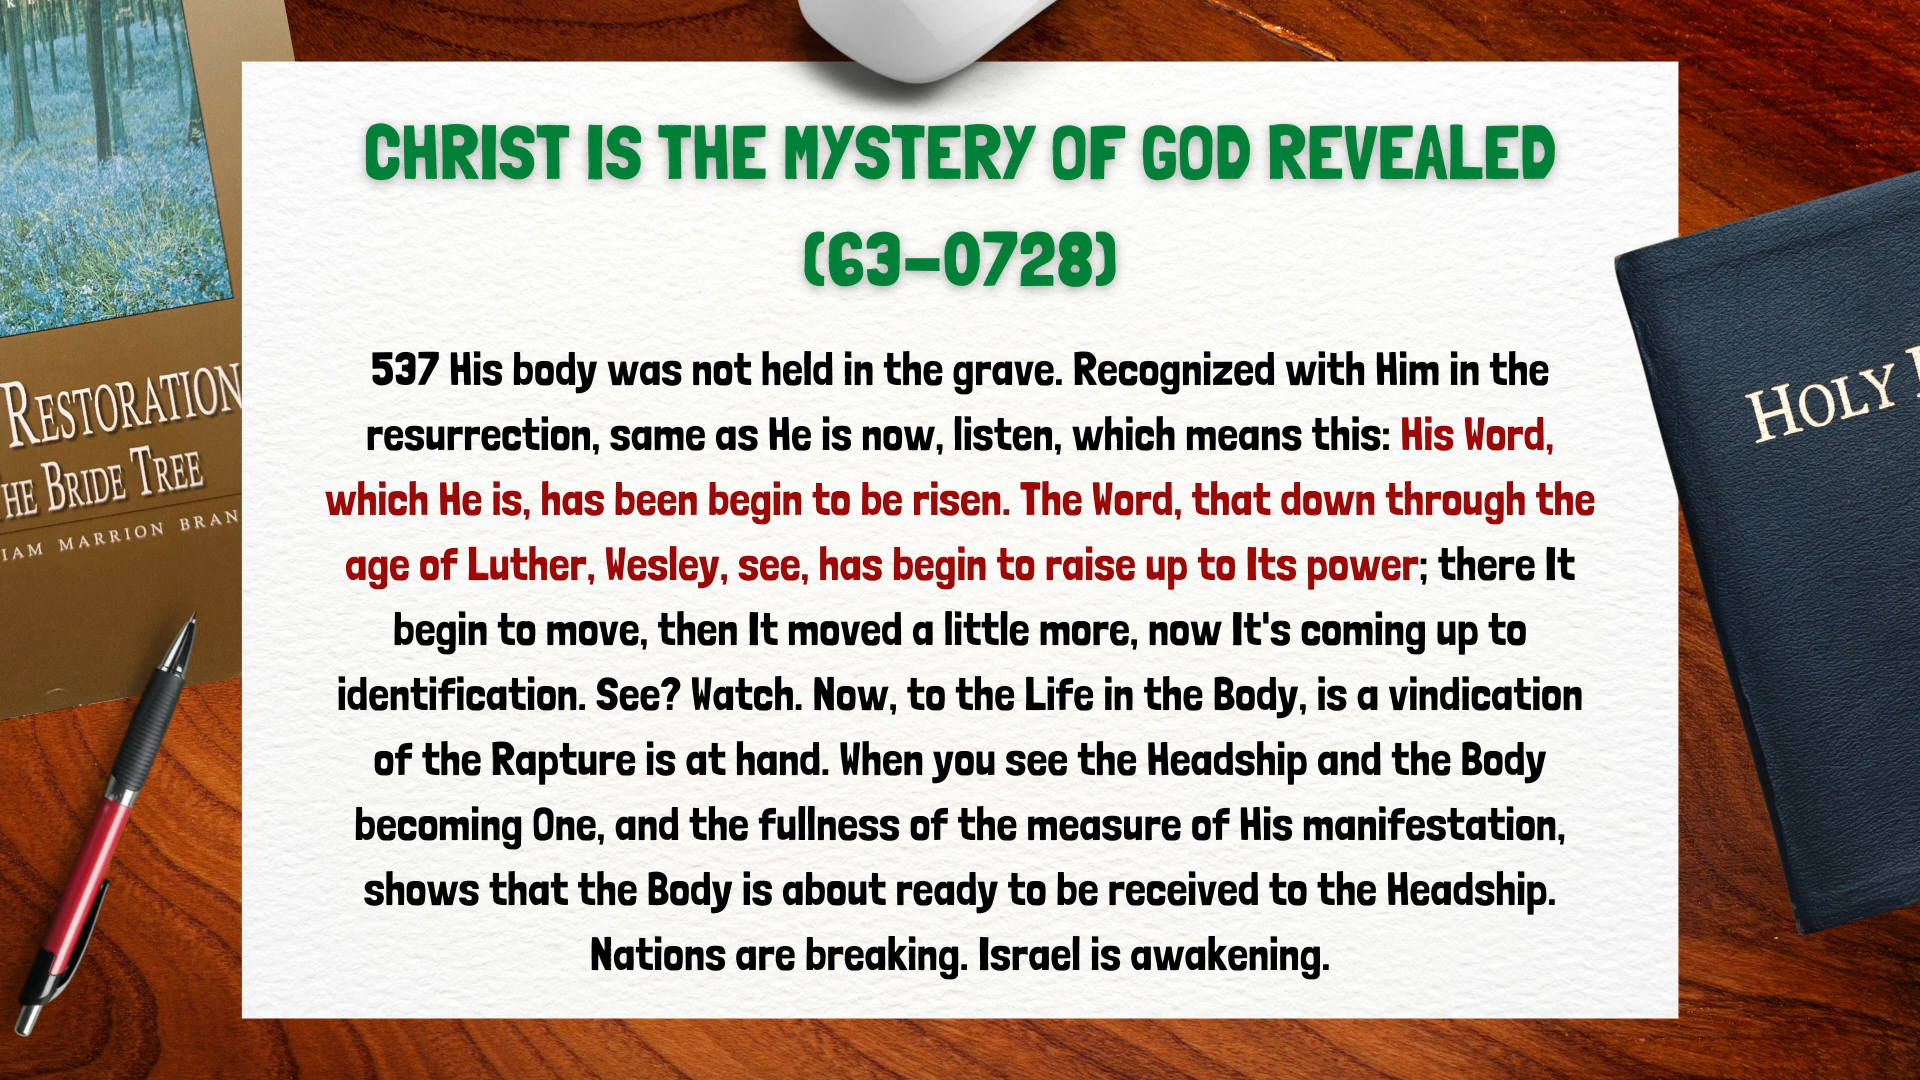 RESTORATION
THE BRIDE TREE
MARRION BRAN
HOLY
CHRIST IS THE MYSTERY OF GOD REVEALED
(63-0728)
537 His body was not held in the grave. Recognized with Him in the
resurrection, same as He is now, listen, which means this: His Word,
which He is, has been begin to be risen. The Word, that down through the
age of Luther, Wesley, see, has begin to raise up to Its power; there It
begin to move, then It moved a little more, now It's coming up to
identification. See? Watch. Now, to the Life in the Body, is a vindication
of the Rapture is at hand. When you see the Headship and the Body
becoming One, and the fullness of the measure of His manifestation,
shows that the Body is about ready to be received to the Headship.
Nations are breaking. Israel is awakening.